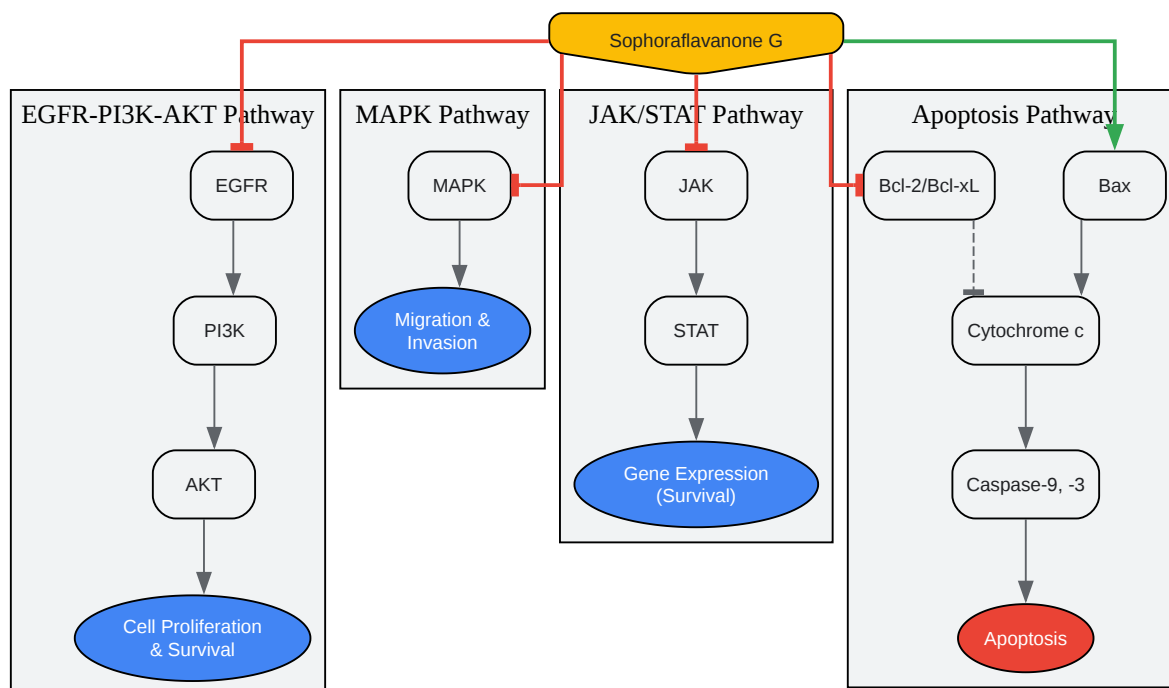 Sophoraflavanone G
EGFR-PI3K-AKT Pathway
EGFR
PI3K
AKT
Cell Proliferation
& Survival
MAPK Pathway
MAPK
Migration &
Invasion
JAK/STAT Pathway
JAK
STAT
Gene Expression
(Survival)
Apoptosis Pathway
Bcl-2/Bcl-xL
Bax
Cytochrome c
Caspase-9, -3
Apoptosis